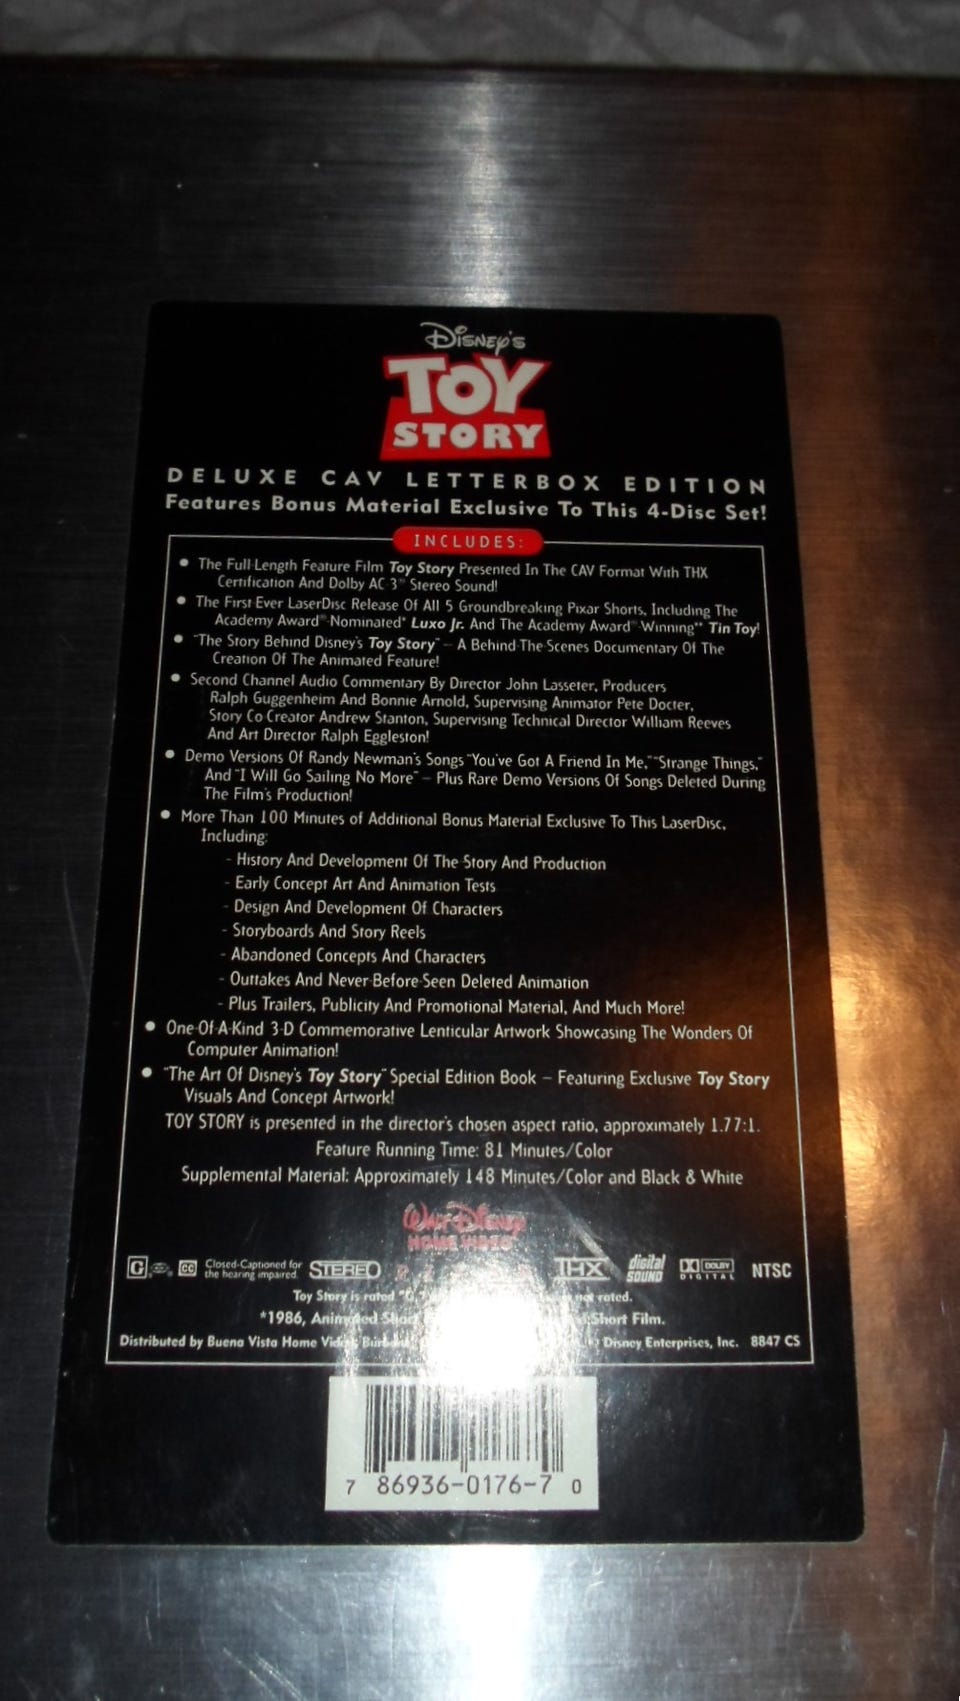 Disney's
TOY
STORY
DELUXE CAV LETTERBOX EDITION
Features Bonus Material Exclusive To This 4-Disc Set!
INCLUDES:
• The Full-Length Feature Film Toy Story Presented In The CAV Format With THX
Certification And Dolby AC-3™ Stereo Sound!
• The First-Ever LaserDisc Release Of All 5 Groundbreaking Pixar Shorts, Including The
Academy Award®-Nominated* Luxo Jr. And The Academy Award®-Winning** Tin Toy!
• "The Story Behind Disney's Toy Story" – A Behind-The-Scenes Documentary Of The
Creation Of The Animated Feature!
• Second Channel Audio Commentary By Director John Lasseter, Producers
Ralph Guggenheim And Bonnie Arnold, Supervising Animator Pete Docter,
Story Co-Creator Andrew Stanton, Supervising Technical Director William Reeves
And Art Director Ralph Eggleston!
• Demo Versions Of Randy Newman's Songs "You've Got A Friend In Me," "Strange Things,"
And "I Will Go Sailing No More" – Plus Rare Demo Versions Of Songs Deleted During
The Film's Production!
• More Than 100 Minutes of Additional Bonus Material Exclusive To This LaserDisc,
Including:
- History And Development Of The Story And Production
- Early Concept Art And Animation Tests
- Design And Development Of Characters
- Storyboards And Story Reels
- Abandoned Concepts And Characters
- Outtakes And Never-Before-Seen Deleted Animation
- Plus Trailers, Publicity And Promotional Material, And Much More!
• One-Of-A-Kind 3-D Commemorative Lenticular Artwork Showcasing The Wonders Of
Computer Animation!
• "The Art Of Disney's Toy Story" Special Edition Book – Featuring Exclusive Toy Story
Visuals And Concept Artwork!
TOY STORY is presented in the director's chosen aspect ratio, approximately 1.77:1.
Feature Running Time: 81 Minutes/Color
Supplemental Material: Approximately 148 Minutes/Color and Black & White
Walt Disney
HOME VIDEO
G CC Closed-Captioned for STEREO THX digital DOLBY NTSC
the hearing impaired. SOUND DIGITAL
Toy Story is rated "G." not rated.
*1986, Animated Short Short Film.
Distributed by Buena Vista Home Video, Disney Enterprises, Inc. 8847 CS
7 86936-0176-7 0